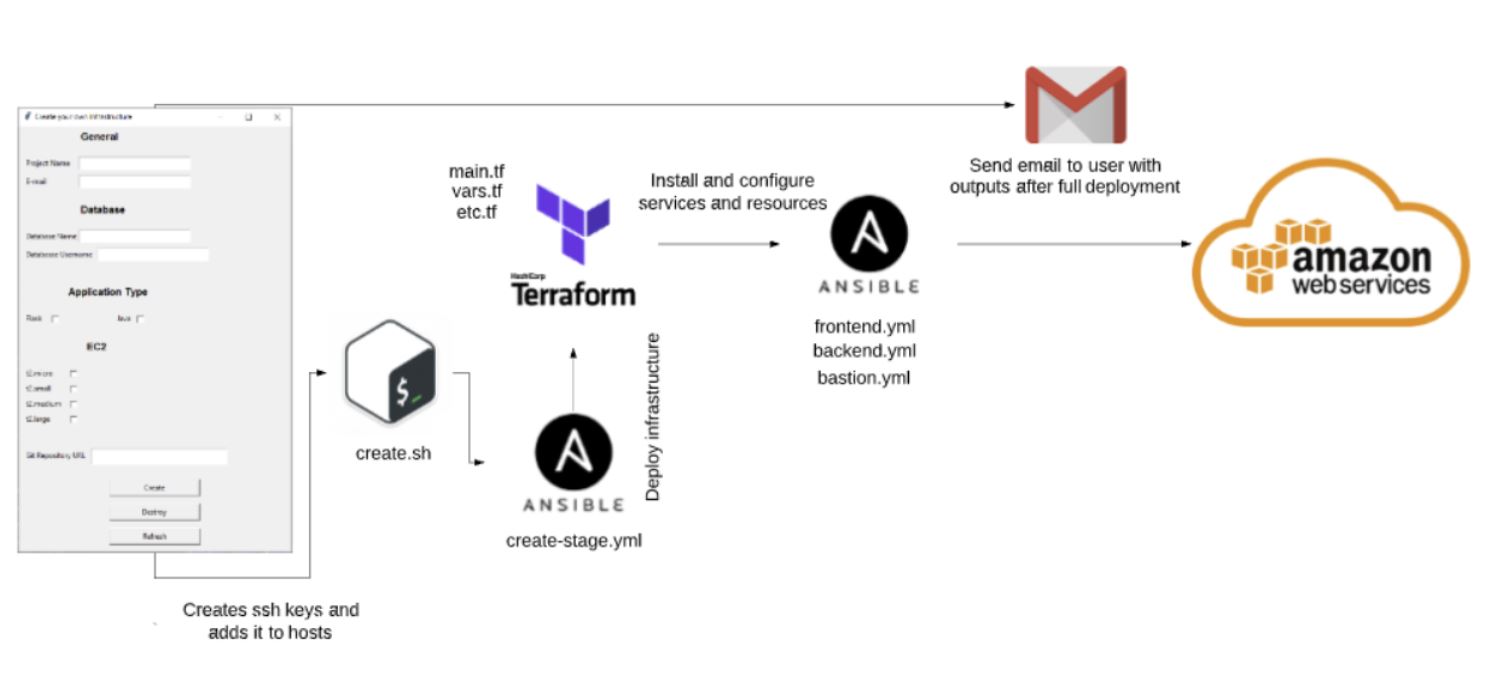 Create your own infrastructure
General
Project Name
E-mail
Database
Database Name
Database Username
Application Type
Flask
Java
EC2
t2.micro
t2.small
t2.medium
t2.large
Git Repository URL
Create
Destroy
Refresh
Creates ssh keys and
adds it to hosts
$_
create.sh
main.tf
vars.tf
etc.tf
HashiCorp
Terraform
Deploy infrastructure
ANSIBLE
create-stage.yml
Install and configure
services and resources
ANSIBLE
frontend.yml
backend.yml
bastion.yml
Send email to user with
outputs after full deployment
amazon
web services